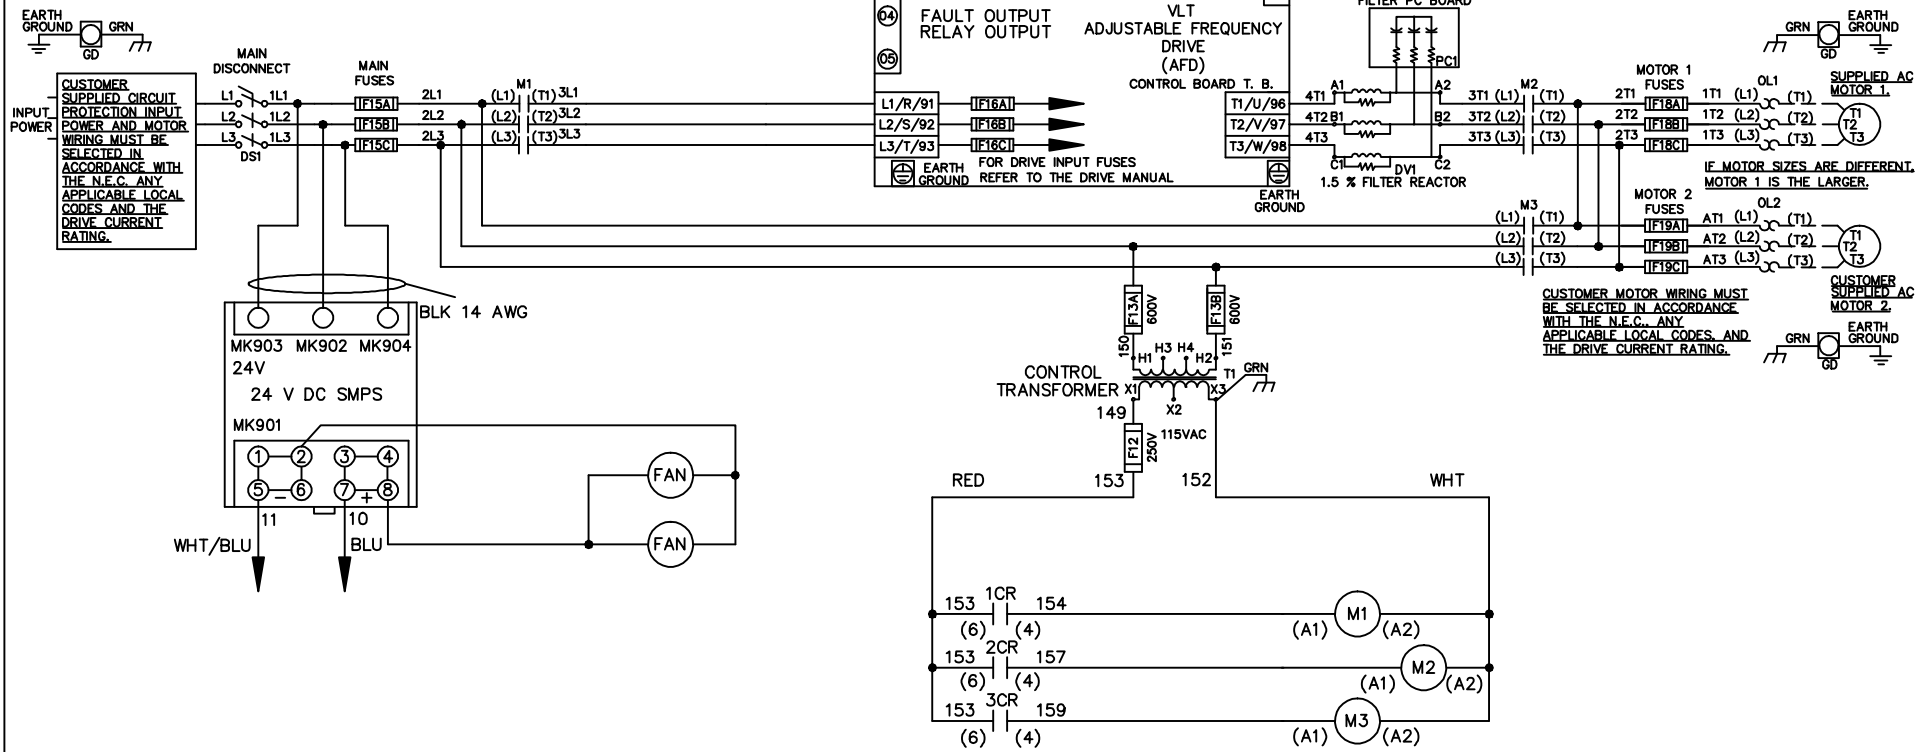 EARTH
GROUND
GRN
GD
CUSTOMER
SUPPLIED CIRCUIT
PROTECTION INPUT
POWER AND MOTOR
WIRING MUST BE
SELECTED IN
ACCORDANCE WITH
THE N.E.C. ANY
APPLICABLE LOCAL
CODES AND THE
DRIVE CURRENT
RATING.
INPUT
POWER
MAIN
DISCONNECT
L1 1L1
L2 1L2
L3 1L3
DS1
MAIN
FUSES
F15A 2L1
F15B 2L2
F15C 2L3
M1
(L1) (T1) 3L1
(L2) (T2) 3L2
(L3) (T3) 3L3
04
05
FAULT OUTPUT
RELAY OUTPUT
VLT
ADJUSTABLE FREQUENCY
DRIVE
(AFD)
CONTROL BOARD T. B.
L1/R/91 F16A T1/U/96
L2/S/92 F16B T2/V/97
L3/T/93 F16C T3/W/98
EARTH
GROUND
FOR DRIVE INPUT FUSES
REFER TO THE DRIVE MANUAL
EARTH
GROUND
FILTER PC BOARD
PC1
4T1 A1 A2
4T2 B1 B2
4T3 C1 C2
DV1
1.5 % FILTER REACTOR
M2
3T1 (L1) (T1)
3T2 (L2) (T2)
3T3 (L3) (T3)
MOTOR 1
FUSES
2T1 F18A 1T1 (L1) (T1)
2T2 F18B 1T2 (L2) (T2)
2T3 F18C 1T3 (L3) (T3)
OL1
GRN
GD
EARTH
GROUND
SUPPLIED AC
MOTOR 1.
T1
T2
T3
IF MOTOR SIZES ARE DIFFERENT,
MOTOR 1 IS THE LARGER.
M3
(L1) (T1)
(L2) (T2)
(L3) (T3)
MOTOR 2
FUSES
F19A AT1 (L1) (T1)
F19B AT2 (L2) (T2)
F19C AT3 (L3) (T3)
OL2
T1
T2
T3
CUSTOMER
SUPPLIED AC
MOTOR 2.
CUSTOMER MOTOR WIRING MUST
BE SELECTED IN ACCORDANCE
WITH THE N.E.C., ANY
APPLICABLE LOCAL CODES, AND
THE DRIVE CURRENT RATING.
GRN
GD
EARTH
GROUND
BLK 14 AWG
MK903 MK902 MK904
24V
24 V DC SMPS
MK901
1 2 3 4
5 - 6 7 + 8
11 10
WHT/BLU BLU
FAN
FAN
F13A 600V
F13B 600V
150 151
H1 H3 H4 H2
T1 GRN
CONTROL
TRANSFORMER
X1 X3
X2
149
115VAC
F12 250V
RED 153 152 WHT
1CR
153 154
(6) (4)
M1
(A1) (A2)
2CR
153 157
(6) (4)
M2
(A1) (A2)
3CR
153 159
(6) (4)
M3
(A1) (A2)